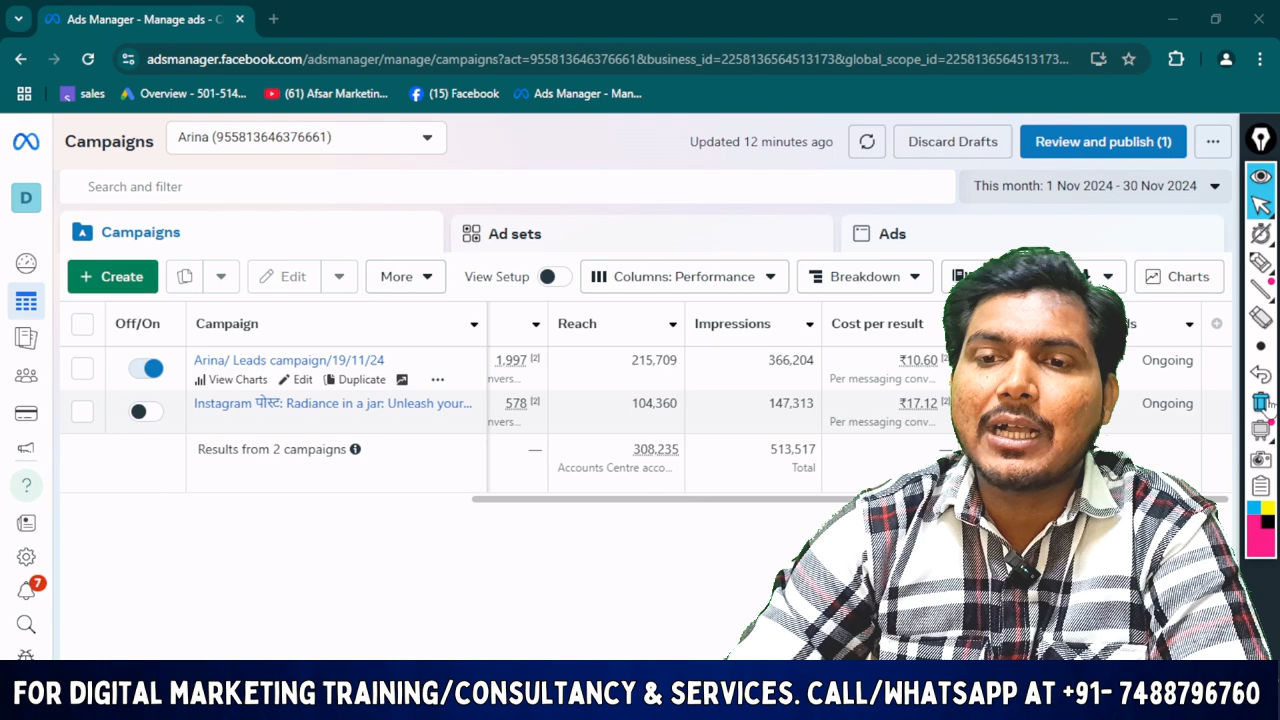 Ads Manager - Manage ads - C
adsmanager.facebook.com/adsmanager/manage/campaigns?act=955813646376661&business_id=2258136564513173&global_scope_id=2258136564513173...
sales
Overview - 501-514...
(61) Afsar Marketin...
(15) Facebook
Ads Manager - Man...
Campaigns
Arina (955813646376661)
Updated 12 minutes ago
Discard Drafts
Review and publish (1)
D
Search and filter
This month: 1 Nov 2024 - 30 Nov 2024
Campaigns
Ad sets
Ads
+ Create
Edit
More
View Setup
Columns: Performance
Breakdown
Charts
Off/On
Campaign
Reach
Impressions
Cost per result
Arina/ Leads campaign/19/11/24
1,997 [2]
215,709
366,204
₹10.60 [2]
Ongoing
View Charts
Edit
Duplicate
...
nvers...
Per messaging conv...
Instagram पोस्ट: Radiance in a jar: Unleash your...
578 [2]
104,360
147,313
₹17.12 [2]
Ongoing
nvers...
Per messaging conv...
Results from 2 campaigns
—
308,235
513,517
—
Accounts Centre acco...
Total
7
FOR DIGITAL MARKETING TRAINING/CONSULTANCY & SERVICES. CALL/WHATSAPP AT +91- 7488796760